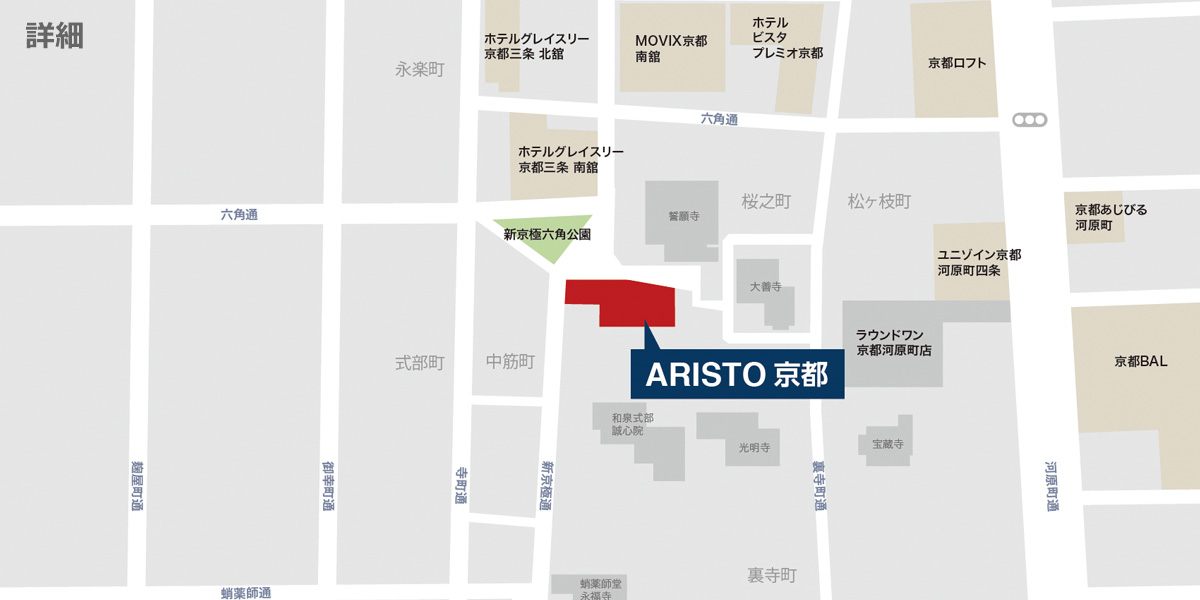 詳細
ホテルグレイスリー
京都三条 北舘
MOVIX京都
南舘
ホテル
ビスタ
プレミオ京都
京都ロフト
永楽町
六角通
ホテルグレイスリー
京都三条 南舘
桜之町
松ヶ枝町
誓願寺
六角通
新京極六角公園
京都あじびる
河原町
ユニゾイン京都
河原町四条
大善寺
ラウンドワン
京都河原町店
式部町
中筋町
京都BAL
ARISTO 京都
和泉式部
誠心院
光明寺
宝蔵寺
麹屋町通
御幸町通
寺町通
新京極通
裏寺町通
河原町通
裏寺町
蛸薬師堂
永福寺
蛸薬師通